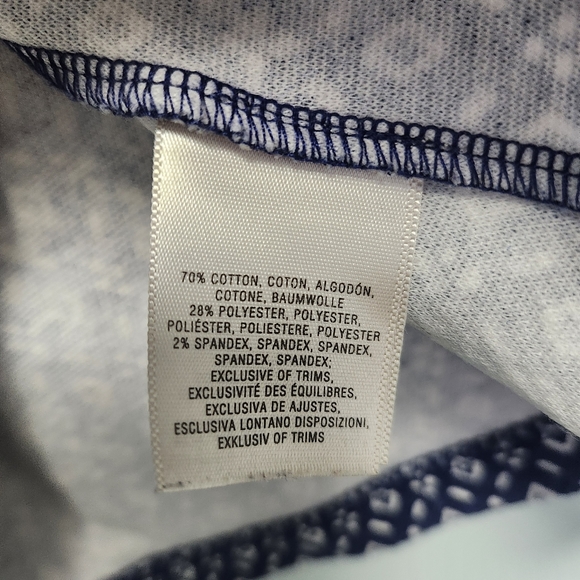 70% COTTON, COTON, ALGODÓN,
COTONE, BAUMWOLLE
28% POLYESTER, POLYESTER,
POLIÉSTER, POLIESTERE, POLYESTER
2% SPANDEX, SPANDEX, SPANDEX,
SPANDEX, SPANDEX;
EXCLUSIVE OF TRIMS,
EXCLUSIVITÉ DES ÉQUILIBRES,
EXCLUSIVA DE AJUSTES,
ESCLUSIVA LONTANO DISPOSIZIONI,
EXKLUSIV OF TRIMS